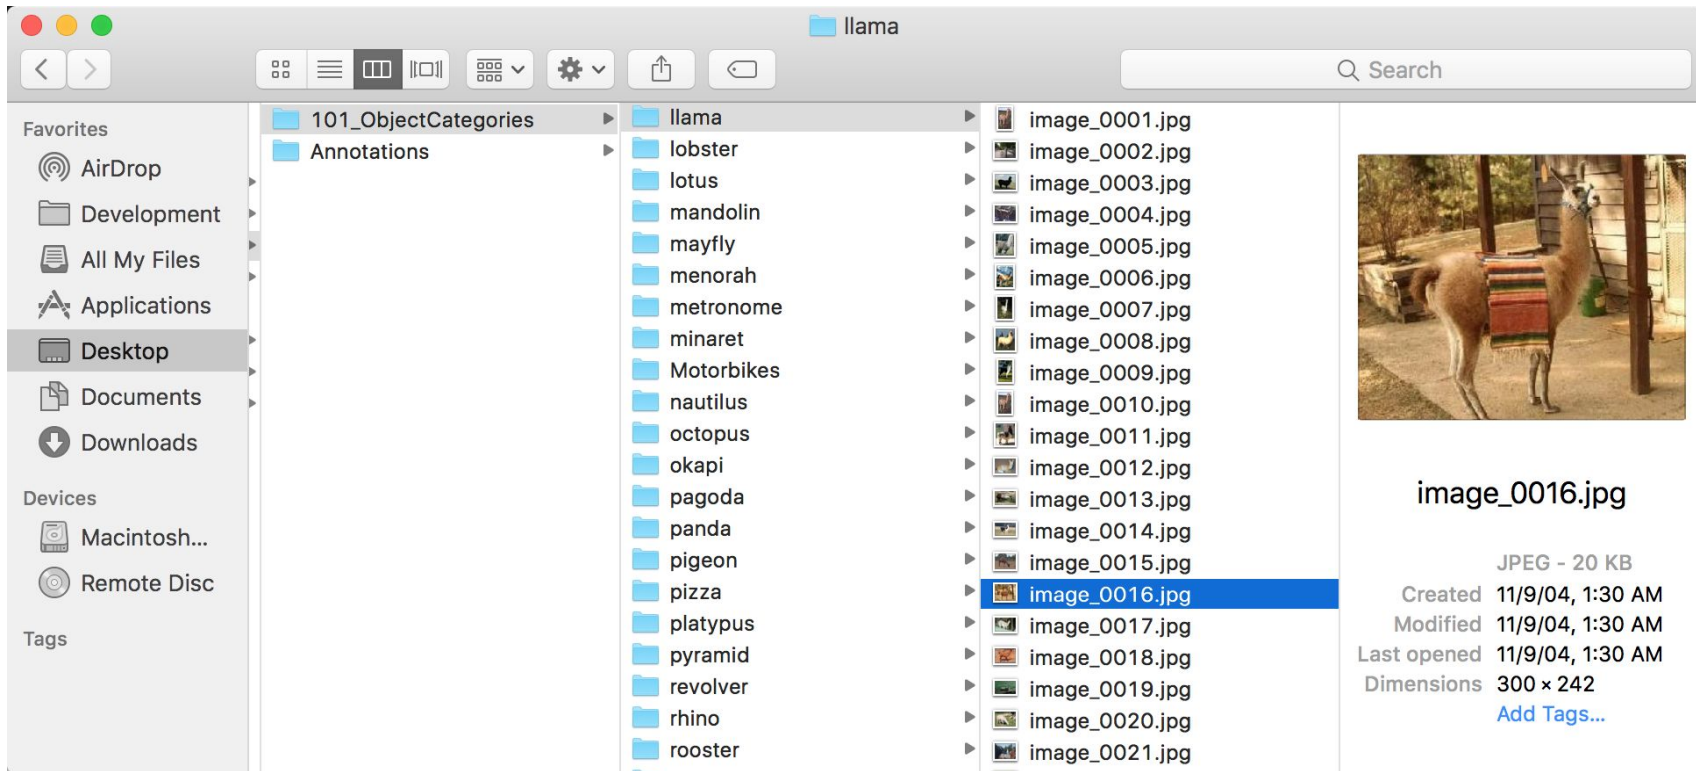 llama
Search
Favorites
AirDrop
Development
All My Files
Applications
Desktop
Documents
Downloads
Devices
Macintosh...
Remote Disc
Tags
101_ObjectCategories
Annotations
llama
lobster
lotus
mandolin
mayfly
menorah
metronome
minaret
Motorbikes
nautilus
octopus
okapi
pagoda
panda
pigeon
pizza
platypus
pyramid
revolver
rhino
rooster
image_0001.jpg
image_0002.jpg
image_0003.jpg
image_0004.jpg
image_0005.jpg
image_0006.jpg
image_0007.jpg
image_0008.jpg
image_0009.jpg
image_0010.jpg
image_0011.jpg
image_0012.jpg
image_0013.jpg
image_0014.jpg
image_0015.jpg
image_0016.jpg
image_0017.jpg
image_0018.jpg
image_0019.jpg
image_0020.jpg
image_0021.jpg
image_0016.jpg
JPEG - 20 KB
Created 11/9/04, 1:30 AM
Modified 11/9/04, 1:30 AM
Last opened 11/9/04, 1:30 AM
Dimensions 300 × 242
Add Tags...